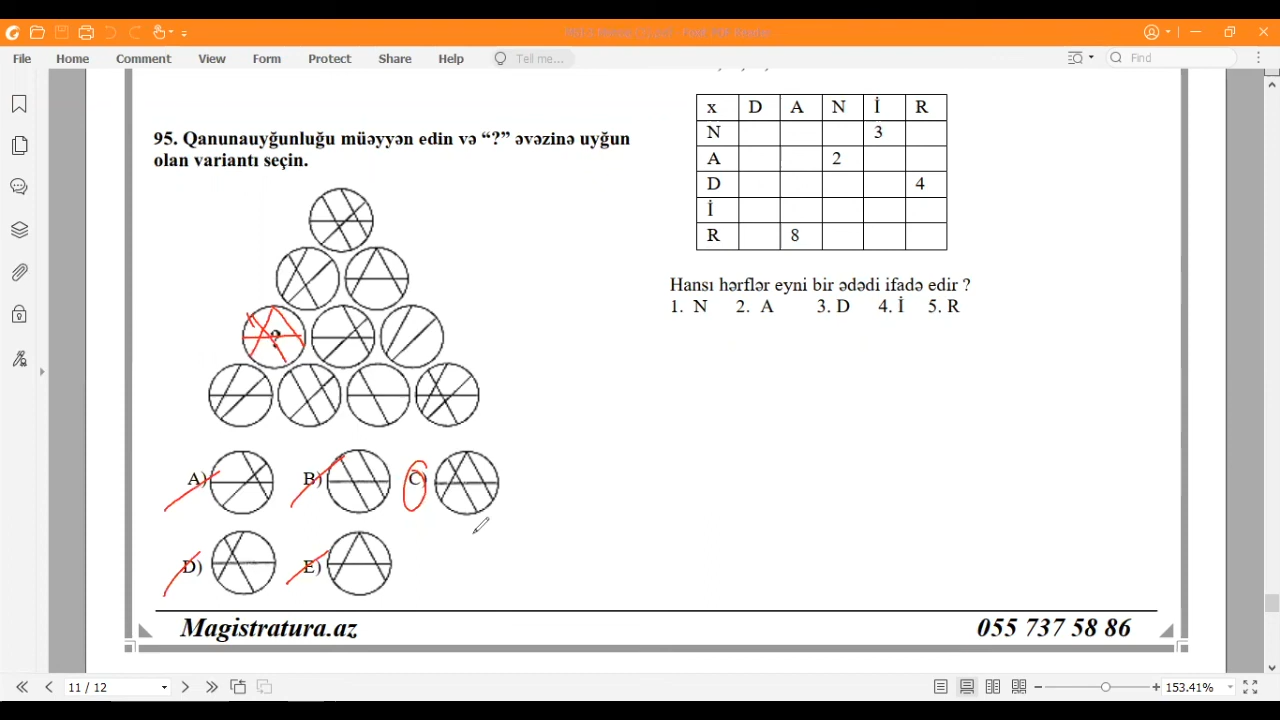 File Home Comment View Form Protect Share Help Tell me... Find
95. Qanunauyğunluğu müəyyən edin və “?” əvəzinə uyğun
olan variantı seçin.
?
A) B) C)
D) E)
x D A N İ R
N 3
A 2
D 4
İ
R 8
Hansı hərflər eyni bir ədədi ifadə edir ?
1. N 2. A 3. D 4. İ 5. R
Magistratura.az 055 737 58 86
11 / 12 153.41%